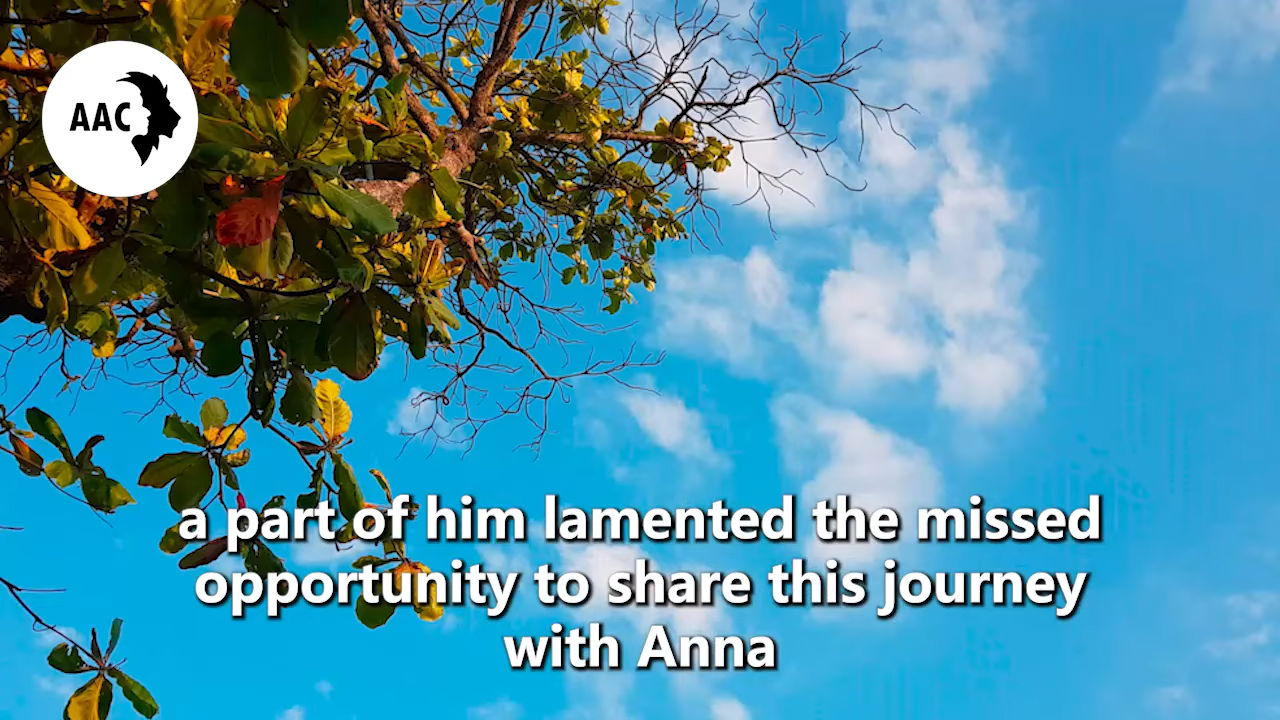 AAC
a part of him lamented the missed
opportunity to share this journey
with Anna